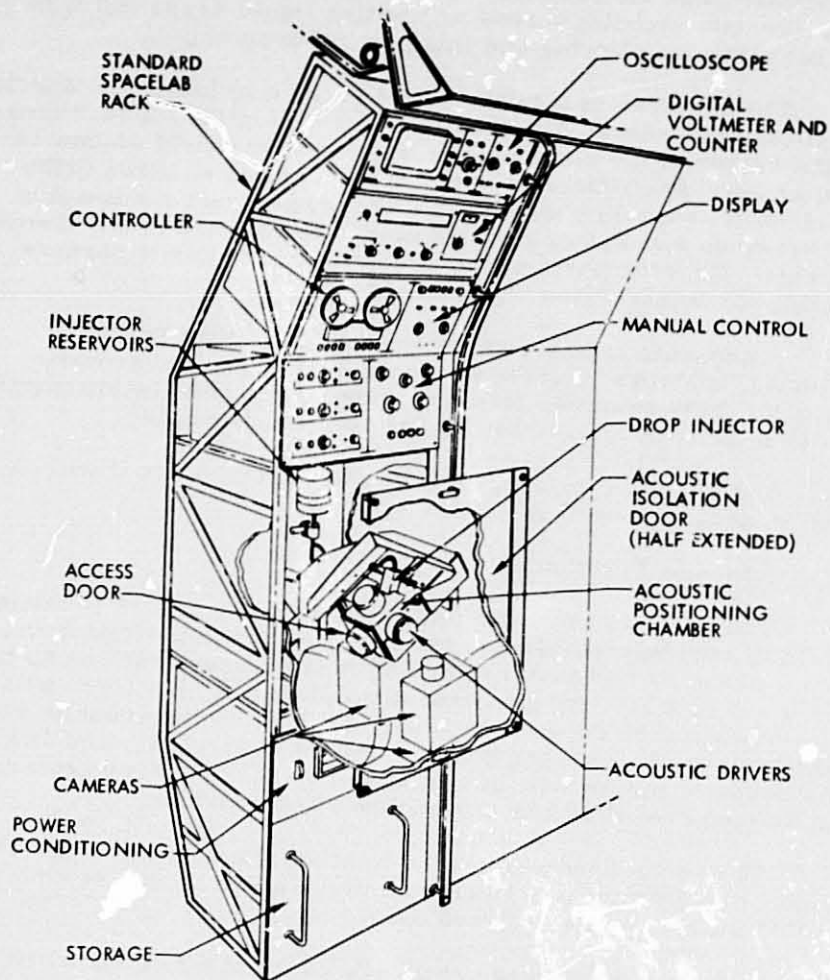 STANDARD
SPACELAB
RACK
OSCILLOSCOPE
DIGITAL
VOLTMETER AND
COUNTER
CONTROLLER
DISPLAY
INJECTOR
RESERVOIRS
MANUAL CONTROL
DROP INJECTOR
ACOUSTIC
ISOLATION
DOOR
(HALF EXTENDED)
ACCESS
DOOR
ACOUSTIC
POSITIONING
CHAMBER
CAMERAS
ACOUSTIC DRIVERS
POWER
CONDITIONING
STORAGE